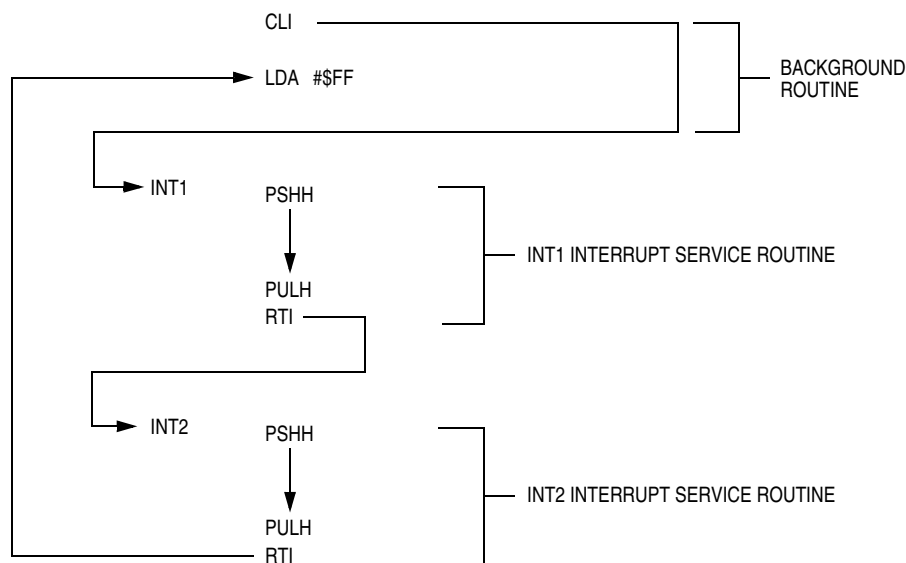 CLI
LDA #$FF
BACKGROUND
ROUTINE
INT1
PSHH
INT1 INTERRUPT SERVICE ROUTINE
PULH
RTI
INT2
PSHH
INT2 INTERRUPT SERVICE ROUTINE
PULH
RTI